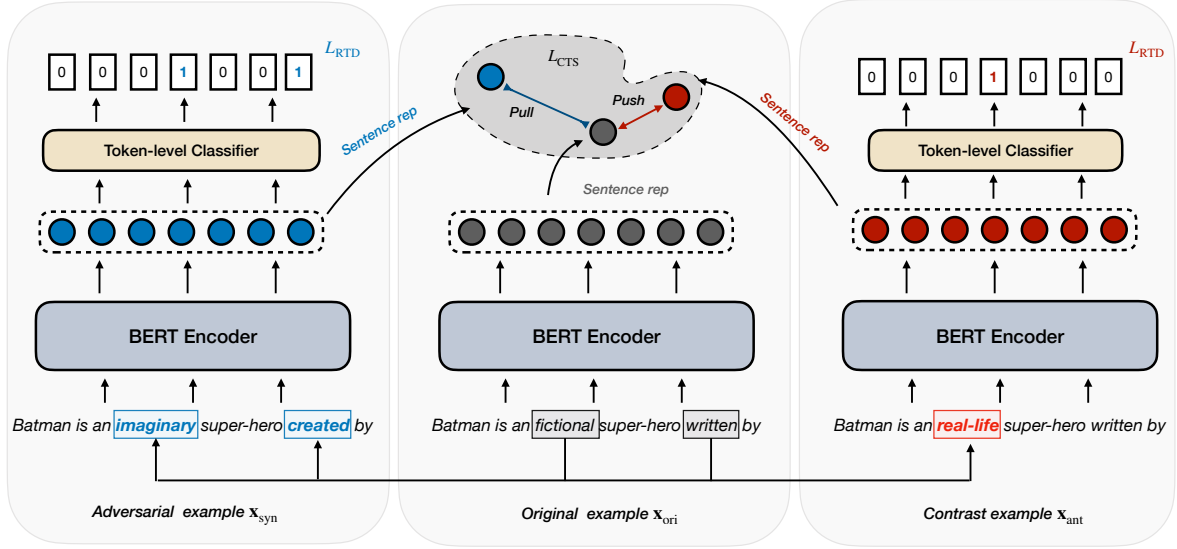 L_RTD
0 0 0 1 0 0 1
Token-level Classifier
Sentence rep
BERT Encoder
Batman is an imaginary super-hero created by
Adversarial example x_syn
L_CTS
Pull
Push
Sentence rep
BERT Encoder
Batman is an fictional super-hero written by
Original example x_ori
L_RTD
0 0 0 1 0 0 0
Token-level Classifier
Sentence rep
BERT Encoder
Batman is an real-life super-hero written by
Contrast example x_ant